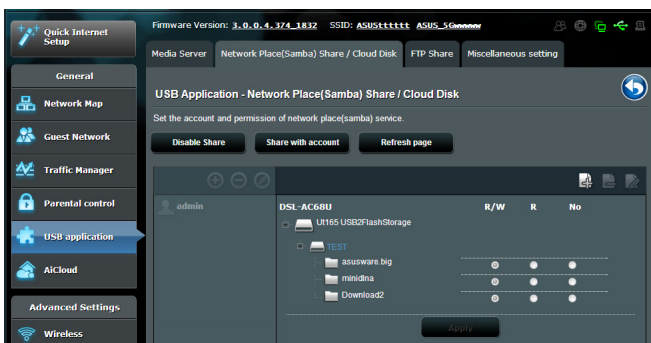 Quick Internet
Setup
Firmware Version: 3.0.0.4.374_1832 SSID: ASUSttttt ASUS_5Gnnnnr
Media Server Network Place(Samba) Share / Cloud Disk FTP Share Miscellaneous setting
General
Network Map
Guest Network
Traffic Manager
Parental control
USB application
AiCloud
Advanced Settings
Wireless
USB Application - Network Place(Samba) Share / Cloud Disk
Set the account and permission of network place(samba) service.
Disable Share Share with account Refresh page
admin
DSL-AC68U R/W R No
Ut165 USB2FlashStorage
TEST
asusware.big
minidlna
Download2
Apply